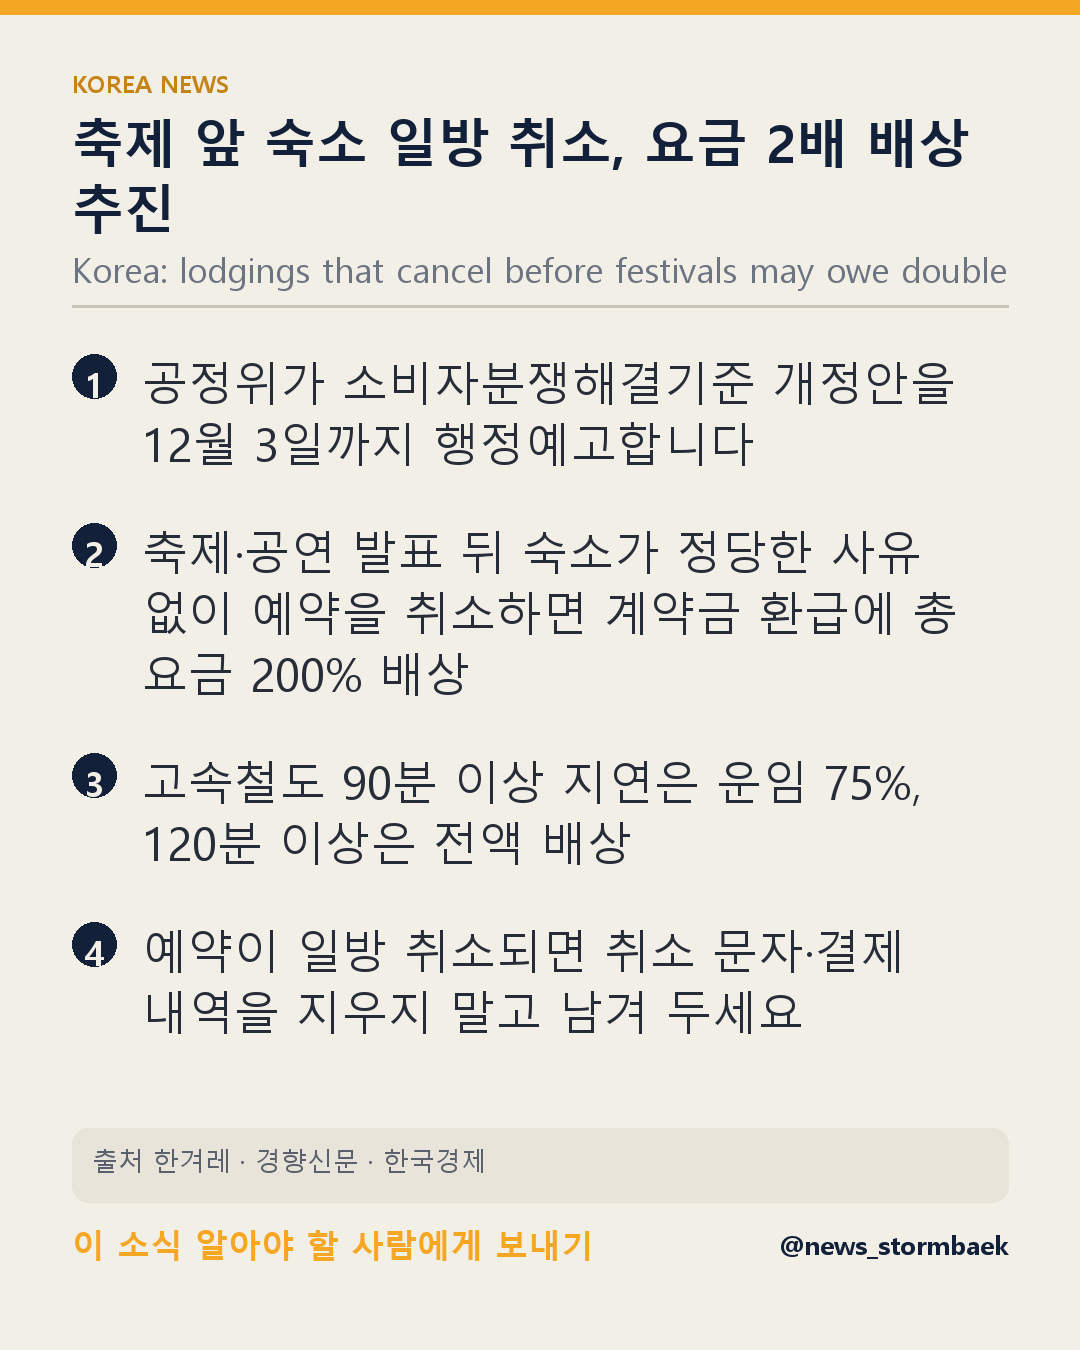 KOREA NEWS
축제 앞 숙소 일방 취소, 요금 2배 배상
추진
Korea: lodgings that cancel before festivals may owe double
1 공정위가 소비자분쟁해결기준 개정안을
12월 3일까지 행정예고합니다
2 축제·공연 발표 뒤 숙소가 정당한 사유
없이 예약을 취소하면 계약금 환급에 총
요금 200% 배상
3 고속철도 90분 이상 지연은 운임 75%,
120분 이상은 전액 배상
4 예약이 일방 취소되면 취소 문자·결제
내역을 지우지 말고 남겨 두세요
출처 한겨레 · 경향신문 · 한국경제
이 소식 알아야 할 사람에게 보내기
@news_stormbaek